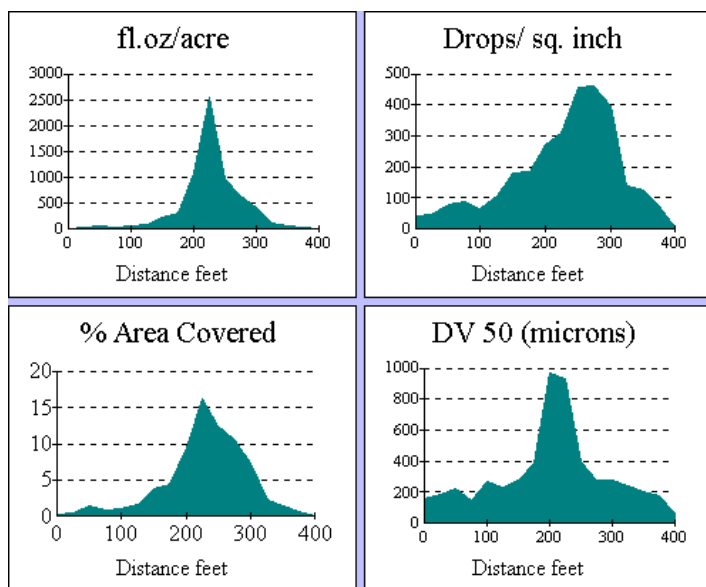 fl.oz/acre
3000
2500
2000
1500
1000
500
0
0 100 200 300 400
Distance feet
Drops/ sq. inch
500
400
300
200
100
0
0 100 200 300 400
Distance feet
% Area Covered
20
15
10
5
0
0 100 200 300 400
Distance feet
DV 50 (microns)
1000
800
600
400
200
0
0 100 200 300 400
Distance feet